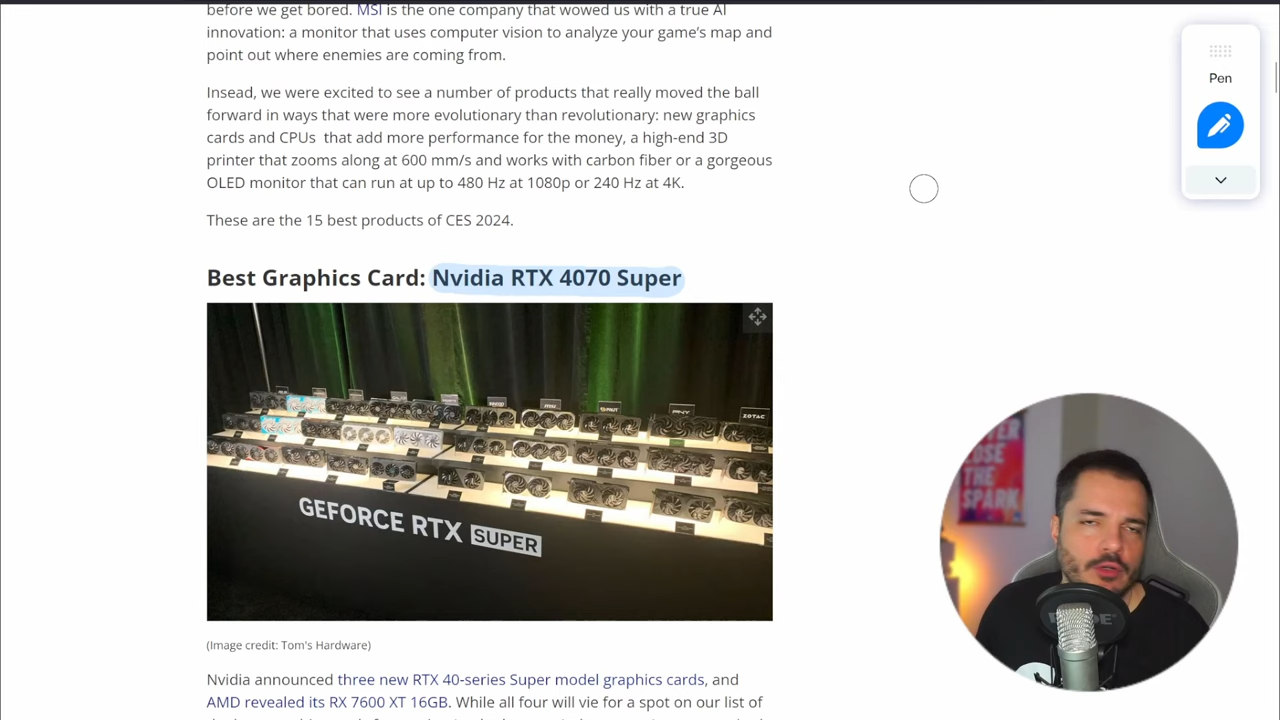 before we get bored. MSI is the one company that wowed us with a true AI
innovation: a monitor that uses computer vision to analyze your game's map and
point out where enemies are coming from.
Insead, we were excited to see a number of products that really moved the ball
forward in ways that were more evolutionary than revolutionary: new graphics
cards and CPUs that add more performance for the money, a high-end 3D
printer that zooms along at 600 mm/s and works with carbon fiber or a gorgeous
OLED monitor that can run at up to 480 Hz at 1080p or 240 Hz at 4K.
These are the 15 best products of CES 2024.
Best Graphics Card: Nvidia RTX 4070 Super
PNY
ZOTAC
GEFORCE RTX SUPER
(Image credit: Tom's Hardware)
Nvidia announced three new RTX 40-series Super model graphics cards, and
AMD revealed its RX 7600 XT 16GB. While all four will vie for a spot on our list of
Pen
LOSE
THE
SPARK